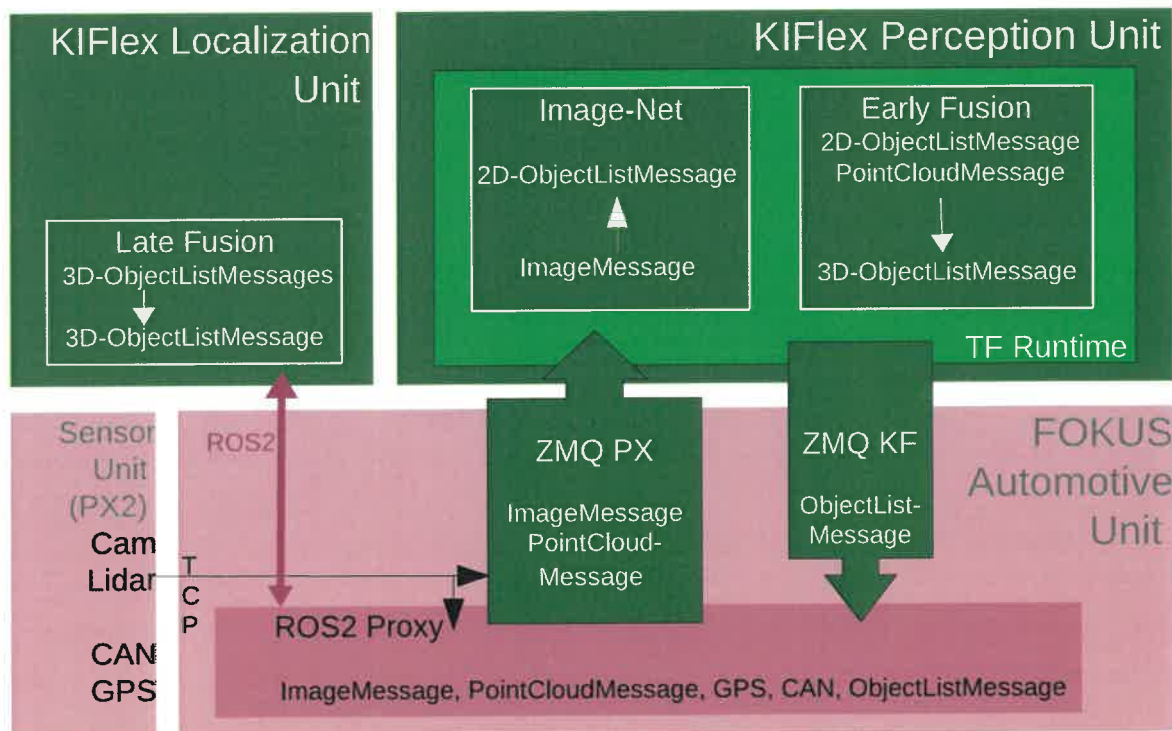 KIFlex Localization
Unit
Late Fusion
3D-ObjectListMessages
3D-ObjectListMessage
KIFlex Perception Unit
Image-Net
2D-ObjectListMessage
ImageMessage
Early Fusion
2D-ObjectListMessage
PointCloudMessage
3D-ObjectListMessage
TF Runtime
Sensor
Unit
(PX2)
Cam
Lidar
CAN
GPS
TCP
ROS2
ZMQ PX
ImageMessage
PointCloud-
Message
ZMQ KF
ObjectList-
Message
FOKUS
Automotive
Unit
ROS2 Proxy
ImageMessage, PointCloudMessage, GPS, CAN, ObjectListMessage